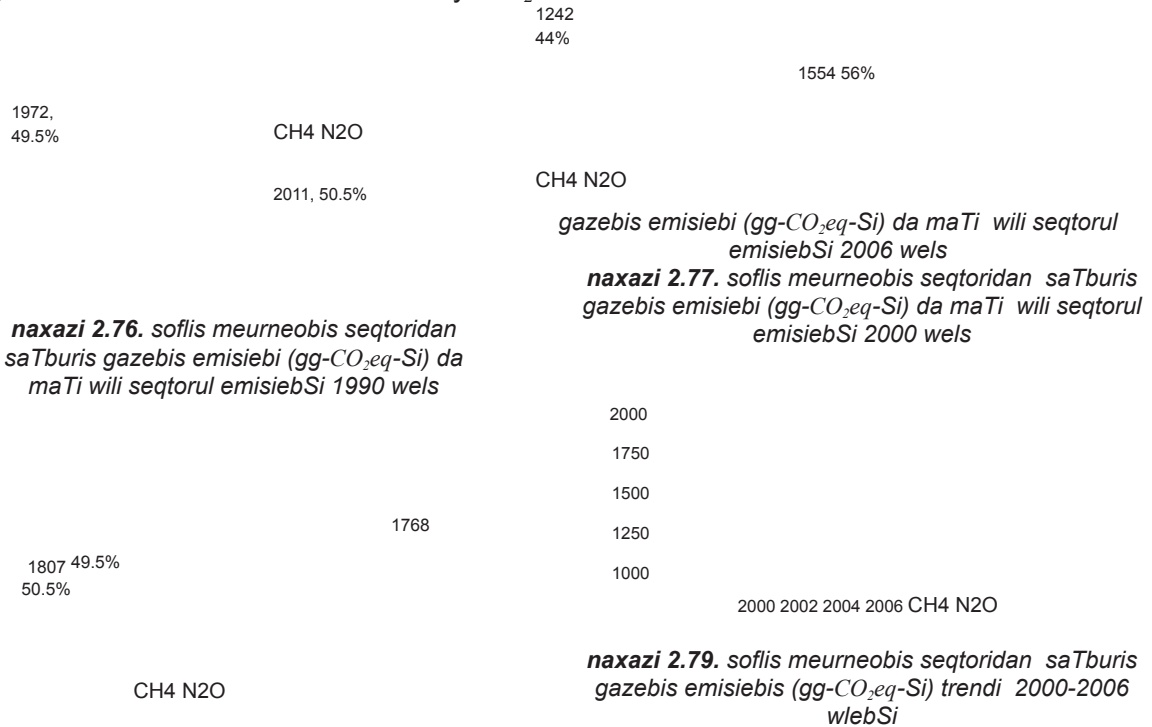 1242
44%
1554 56%
1972,
49.5%
CH4 N2O
2011, 50.5%
CH4 N2O
gazebis emisiebi (gg-CO₂eq-Si) da maTi wili seqtorul
emisiebSi 2006 wels
naxazi 2.77. soflis meurneobis seqtoridan saTburis
gazebis emisiebi (gg-CO₂eq-Si) da maTi wili seqtorul
emisiebSi 2000 wels
naxazi 2.76. soflis meurneobis seqtoridan
saTburis gazebis emisiebi (gg-CO₂eq-Si) da
maTi wili seqtorul emisiebSi 1990 wels
2000
1750
1500
1250
1000
2000 2002 2004 2006 CH4 N2O
1768
1807 49.5%
50.5%
CH4 N2O
naxazi 2.79. soflis meurneobis seqtoridan saTburis
gazebis emisiebis (gg-CO₂eq-Si) trendi 2000-2006
wlebSi